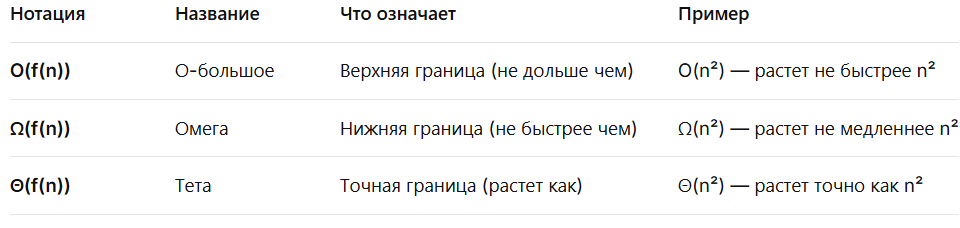 Нотация Название Что означает Пример
O(f(n)) О-большое Верхняя граница (не дольше чем) O(n²) — растет не быстрее n²
Ω(f(n)) Омега Нижняя граница (не быстрее чем) Ω(n²) — растет не медленнее n²
Θ(f(n)) Тета Точная граница (растет как) Θ(n²) — растет точно как n²